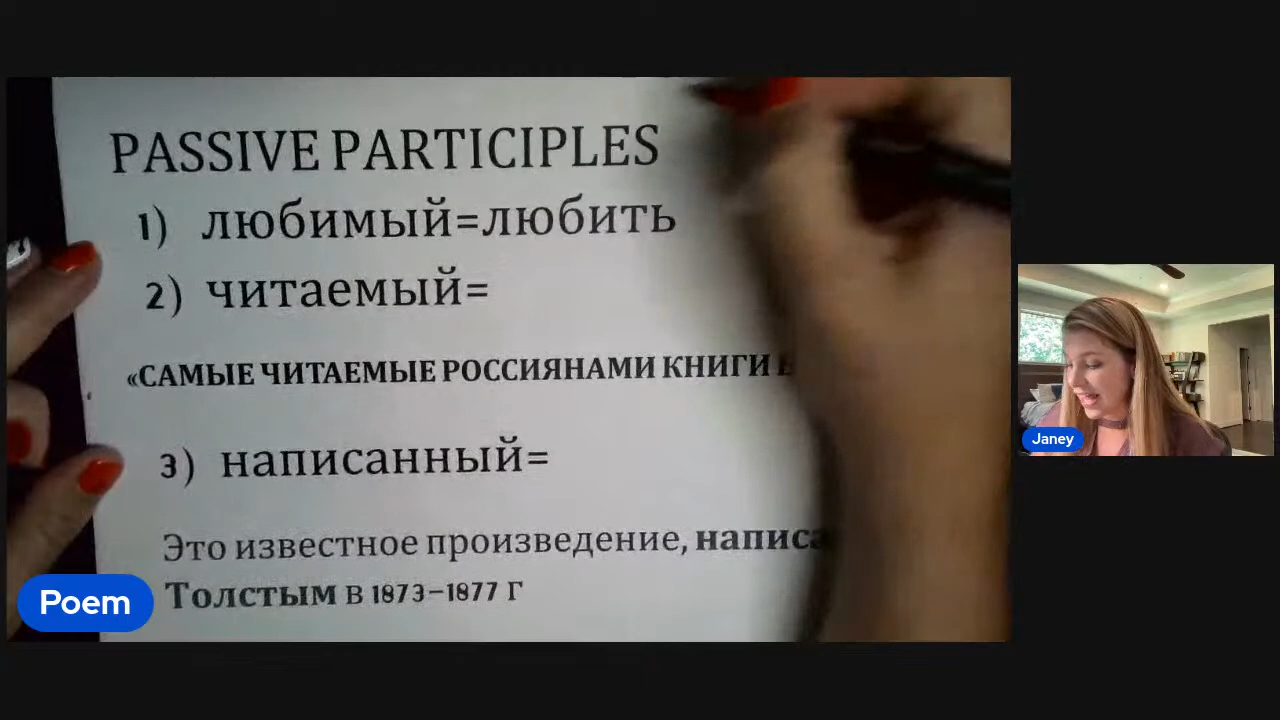 PASSIVE PARTICIPLES
1) любимый=любить
2) читаемый=
«САМЫЕ ЧИТАЕМЫЕ РОССИЯНАМИ КНИГИ
3) написанный=
Это известное произведение,
Толстым в 1873–1877 г
Poem
Janey